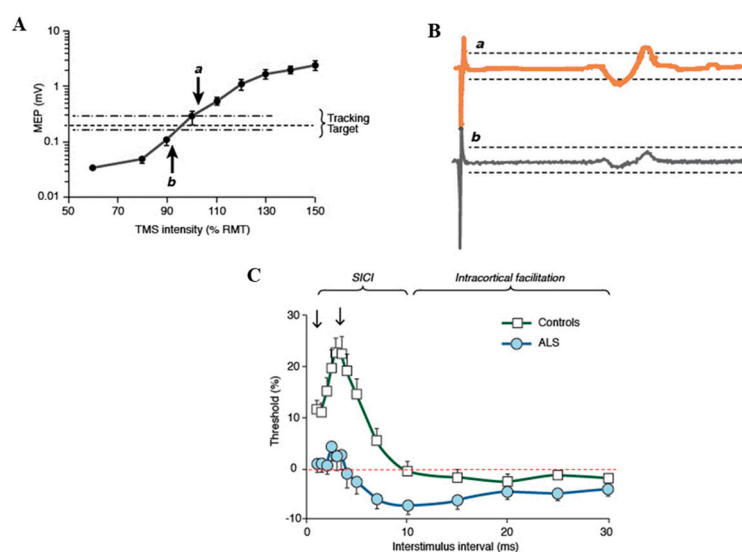 A
10
1
0.1
0.01
MEP (mV)
a
b
Tracking
Target
50
70
90
110
130
150
TMS intensity (% RMT)
B
a
b
C
SICI
Intracortical facilitation
Controls
ALS
30
20
10
0
-10
Threshold (%)
0
10
20
30
Interstimulus interval (ms)